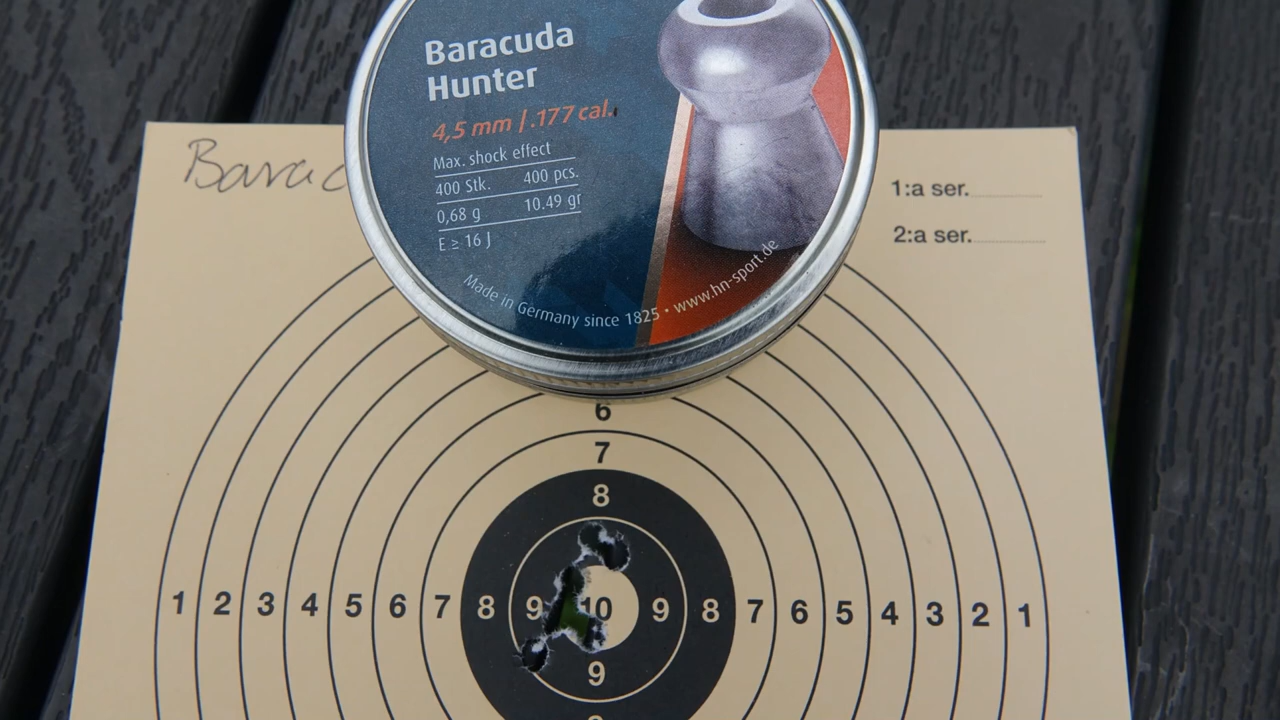 Baracuda
Hunter
4,5 mm | .177 cal.
Max. shock effect
400 Stk. 400 pcs.
0,68 g 10.49 gr
E ≥ 16 J
Made in Germany since 1825 • www.hn-sport.de
Barac
1:a ser.
2:a ser.
6
7
8
1 2 3 4 5 6 7 8 9 10 9 8 7 6 5 4 3 2 1
9